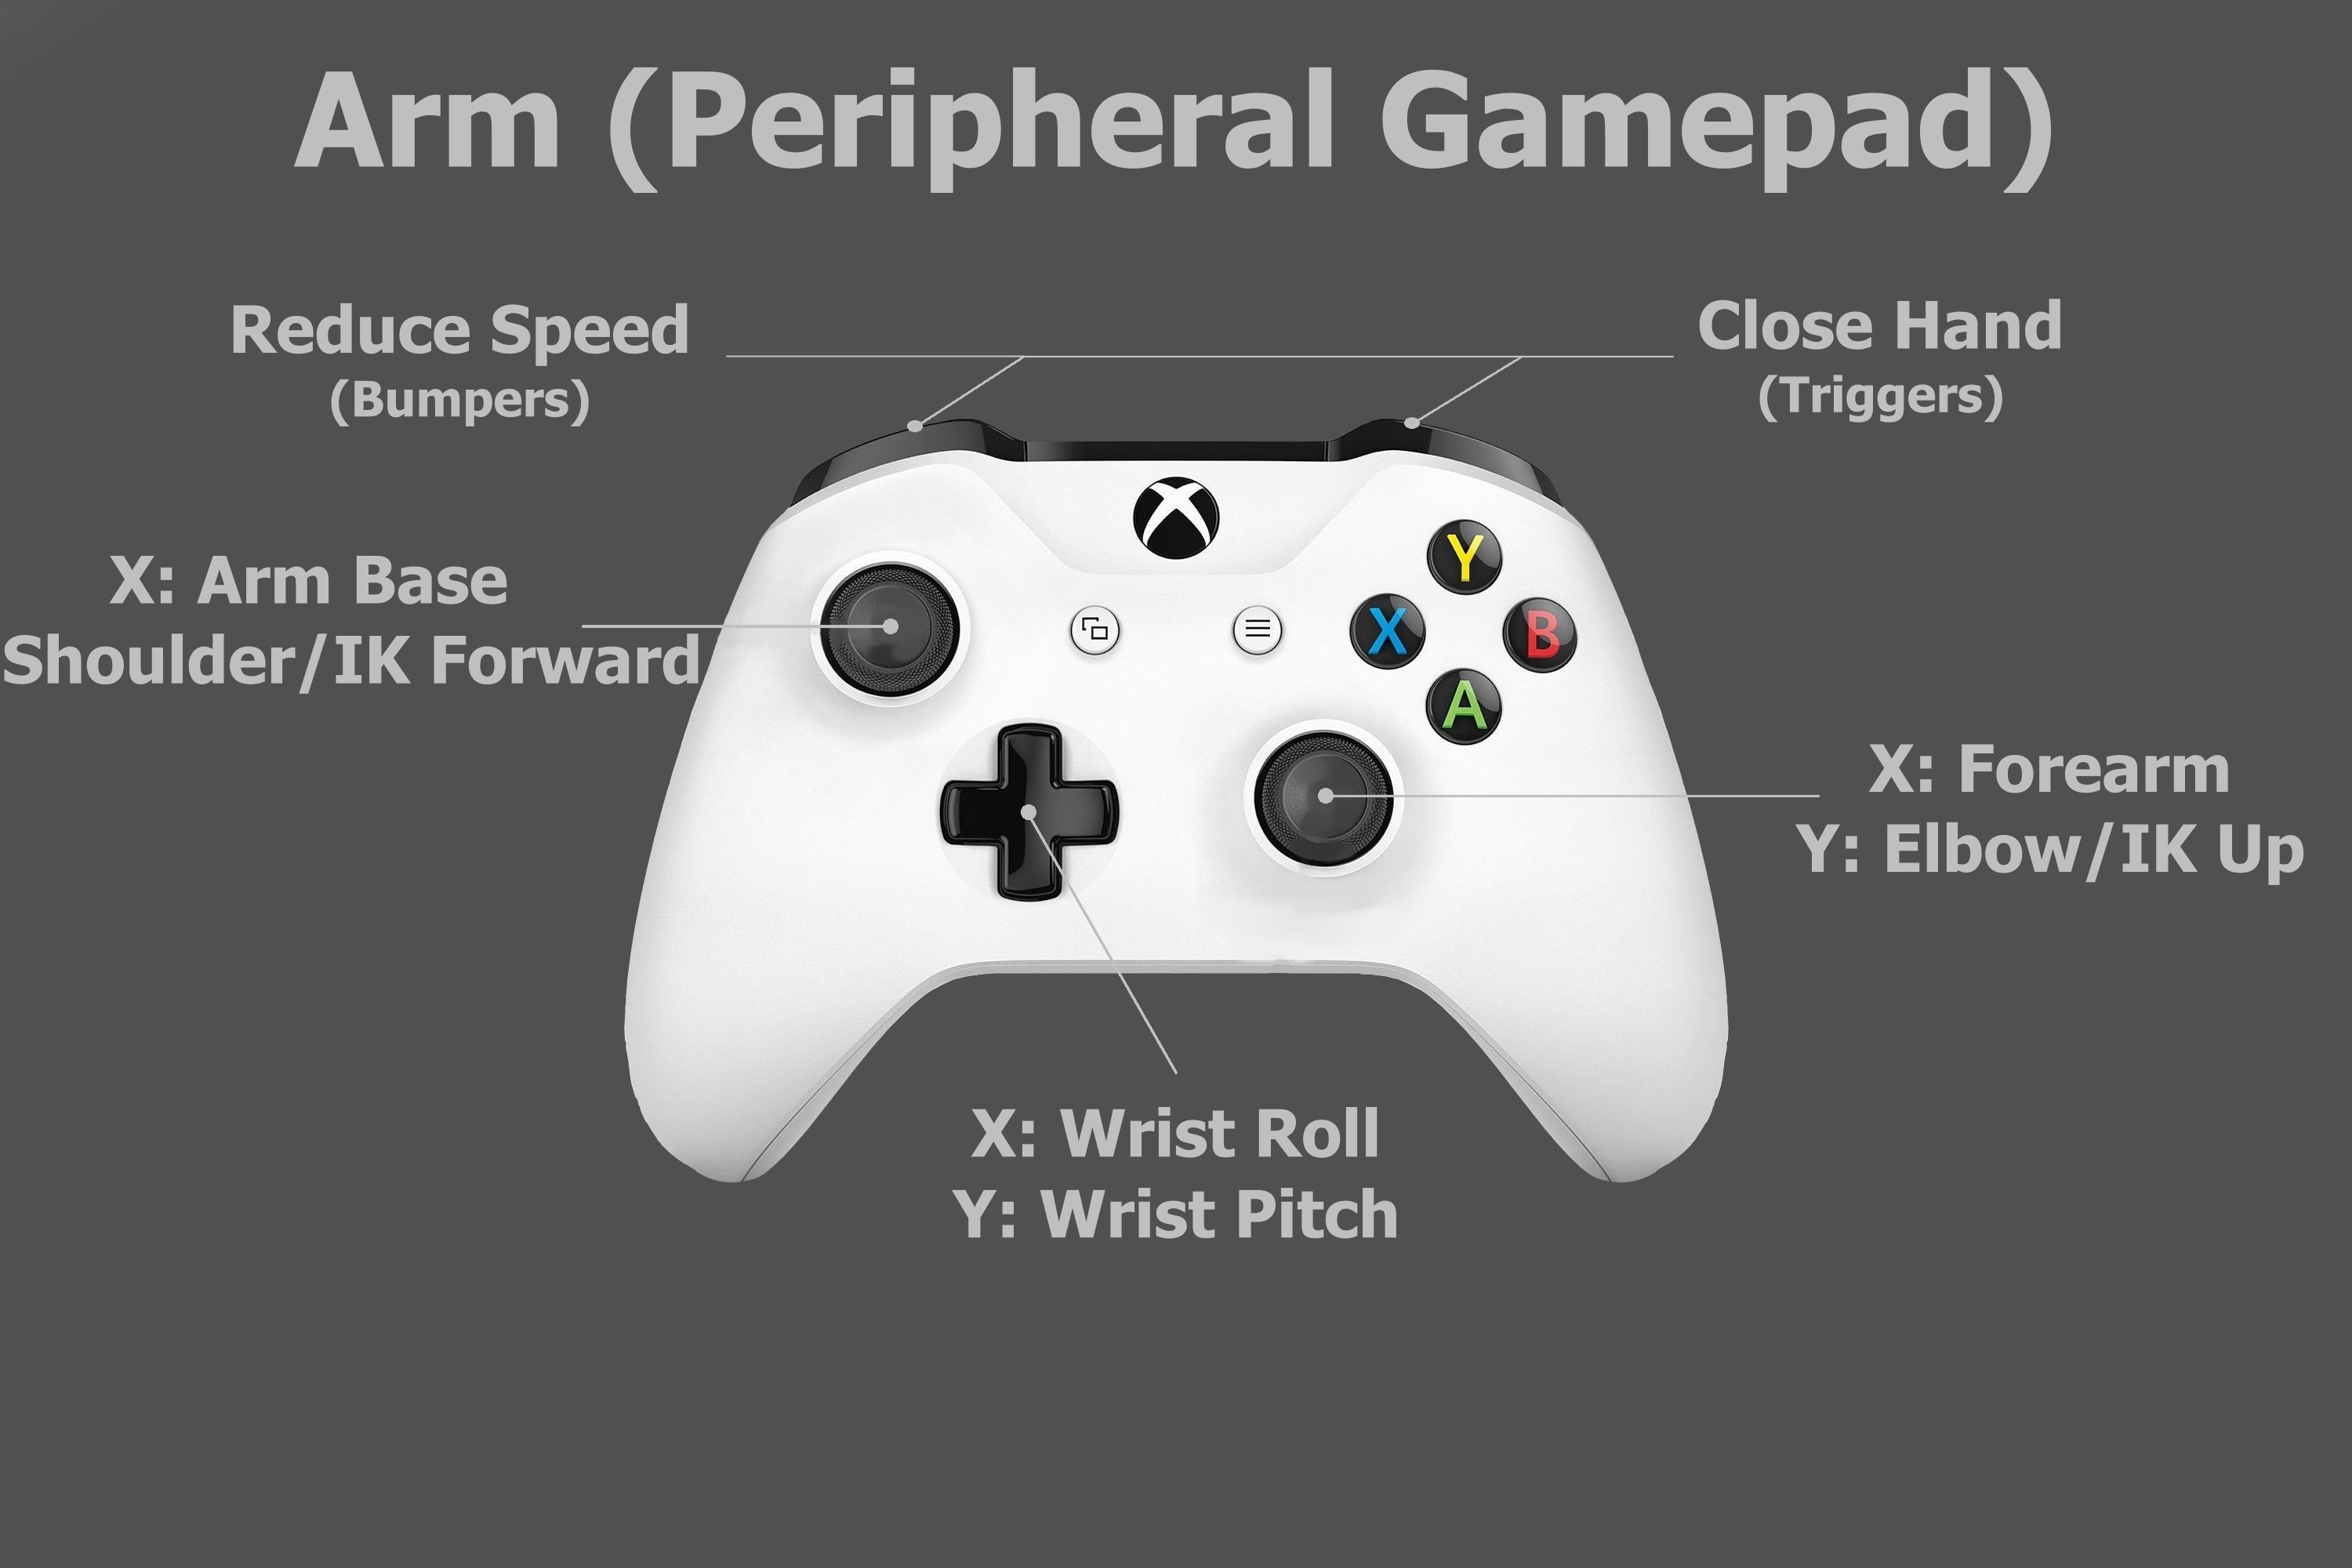 Arm (Peripheral Gamepad)
Reduce Speed
(Bumpers)
Close Hand
(Triggers)
X: Arm Base
Shoulder/IK Forward
Y
X
B
A
X: Forearm
Y: Elbow/IK Up
X: Wrist Roll
Y: Wrist Pitch